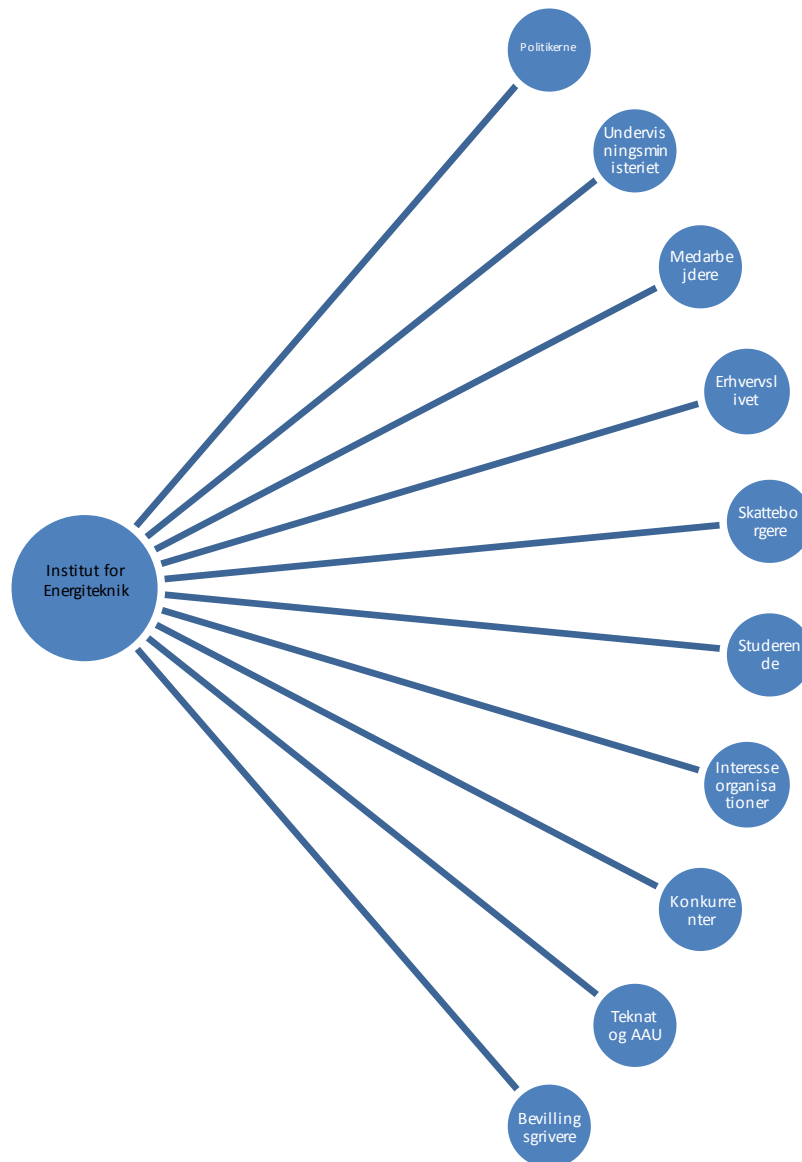 Politikerne
Undervis
ningsmin
isteriet
Medarbe
jdere
Erhvervsl
ivet
Skattebo
rgere
Institut for
Energiteknik
Studeren
de
Interesse
organisa
tioner
Konkurre
nter
Teknat
og AAU
Bevilling
sgrivere